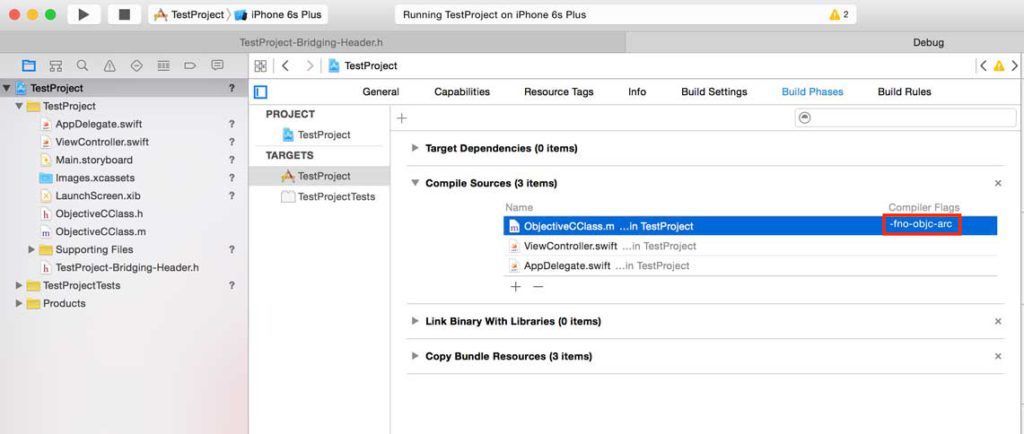 TestProject iPhone 6s Plus
Running TestProject on iPhone 6s Plus
2
TestProject-Bridging-Header.h
Debug
TestProject ?
TestProject
AppDelegate.swift ?
ViewController.swift ?
Main.storyboard ?
Images.xcassets ?
LaunchScreen.xib ?
ObjectiveCClass.h
ObjectiveCClass.m
Supporting Files ?
TestProject-Bridging-Header.h
TestProjectTests ?
Products
TestProject
General Capabilities Resource Tags Info Build Settings Build Phases Build Rules
PROJECT
TestProject
TARGETS
TestProject
TestProjectTests
Target Dependencies (0 items)
Compile Sources (3 items)
Name Compiler Flags
ObjectiveCClass.m ...in TestProject -fno-objc-arc
ViewController.swift ...in TestProject
AppDelegate.swift ...in TestProject
Link Binary With Libraries (0 items)
Copy Bundle Resources (3 items)